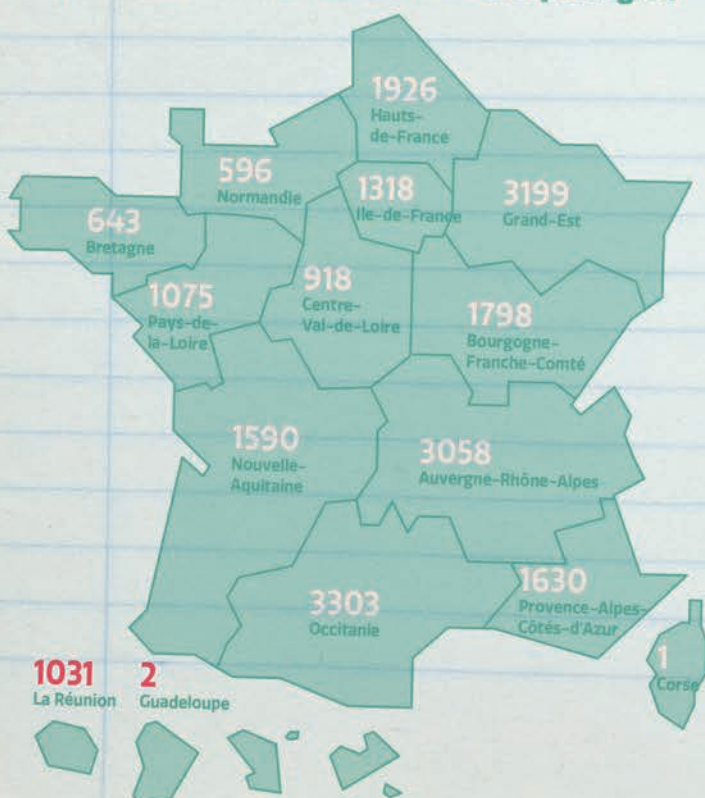 1926
Hauts-
de-France
596
Normandie
1318
Ile-de-France
3199
Grand-Est
643
Bretagne
1075
Pays-de-
la-Loire
918
Centre-
Val-de-Loire
1798
Bourgogne-
Franche-Comté
1590
Nouvelle-
Aquitaine
3058
Auvergne-Rhône-Alpes
3303
Occitanie
1630
Provence-Alpes-
Côtés-d'Azur
1
Corse
1031
La Réunion
2
Guadeloupe